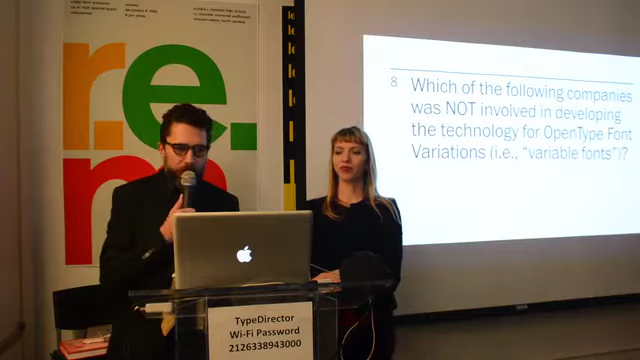 r.e.
m
8 Which of the following companies
was NOT involved in developing
the technology for OpenType Font
Variations (i.e., “variable fonts”)?
TypeDirector
Wi-Fi Password
2126338943000